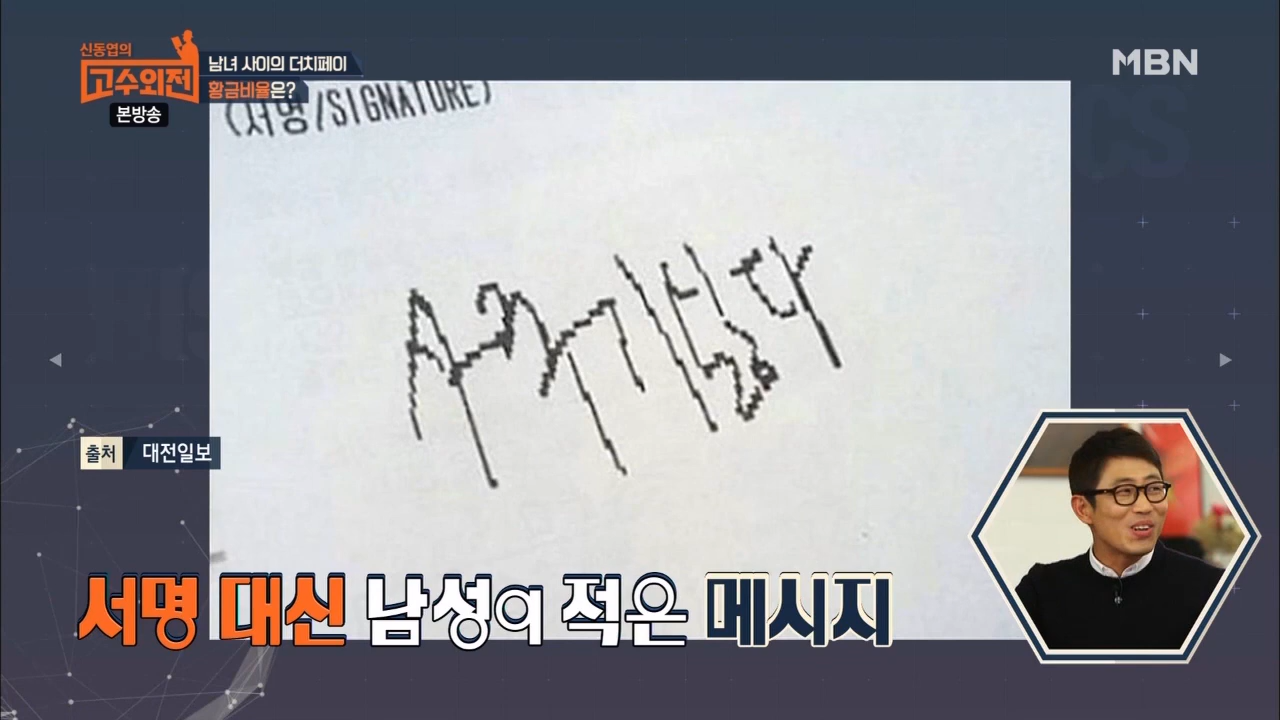 신동엽의
고수외전
본방송
남녀 사이의 더치페이
황금비율은?
MBN
(서명/SIGNATURE)
출처 대전일보
서명 대신 남성이 적은 메시지